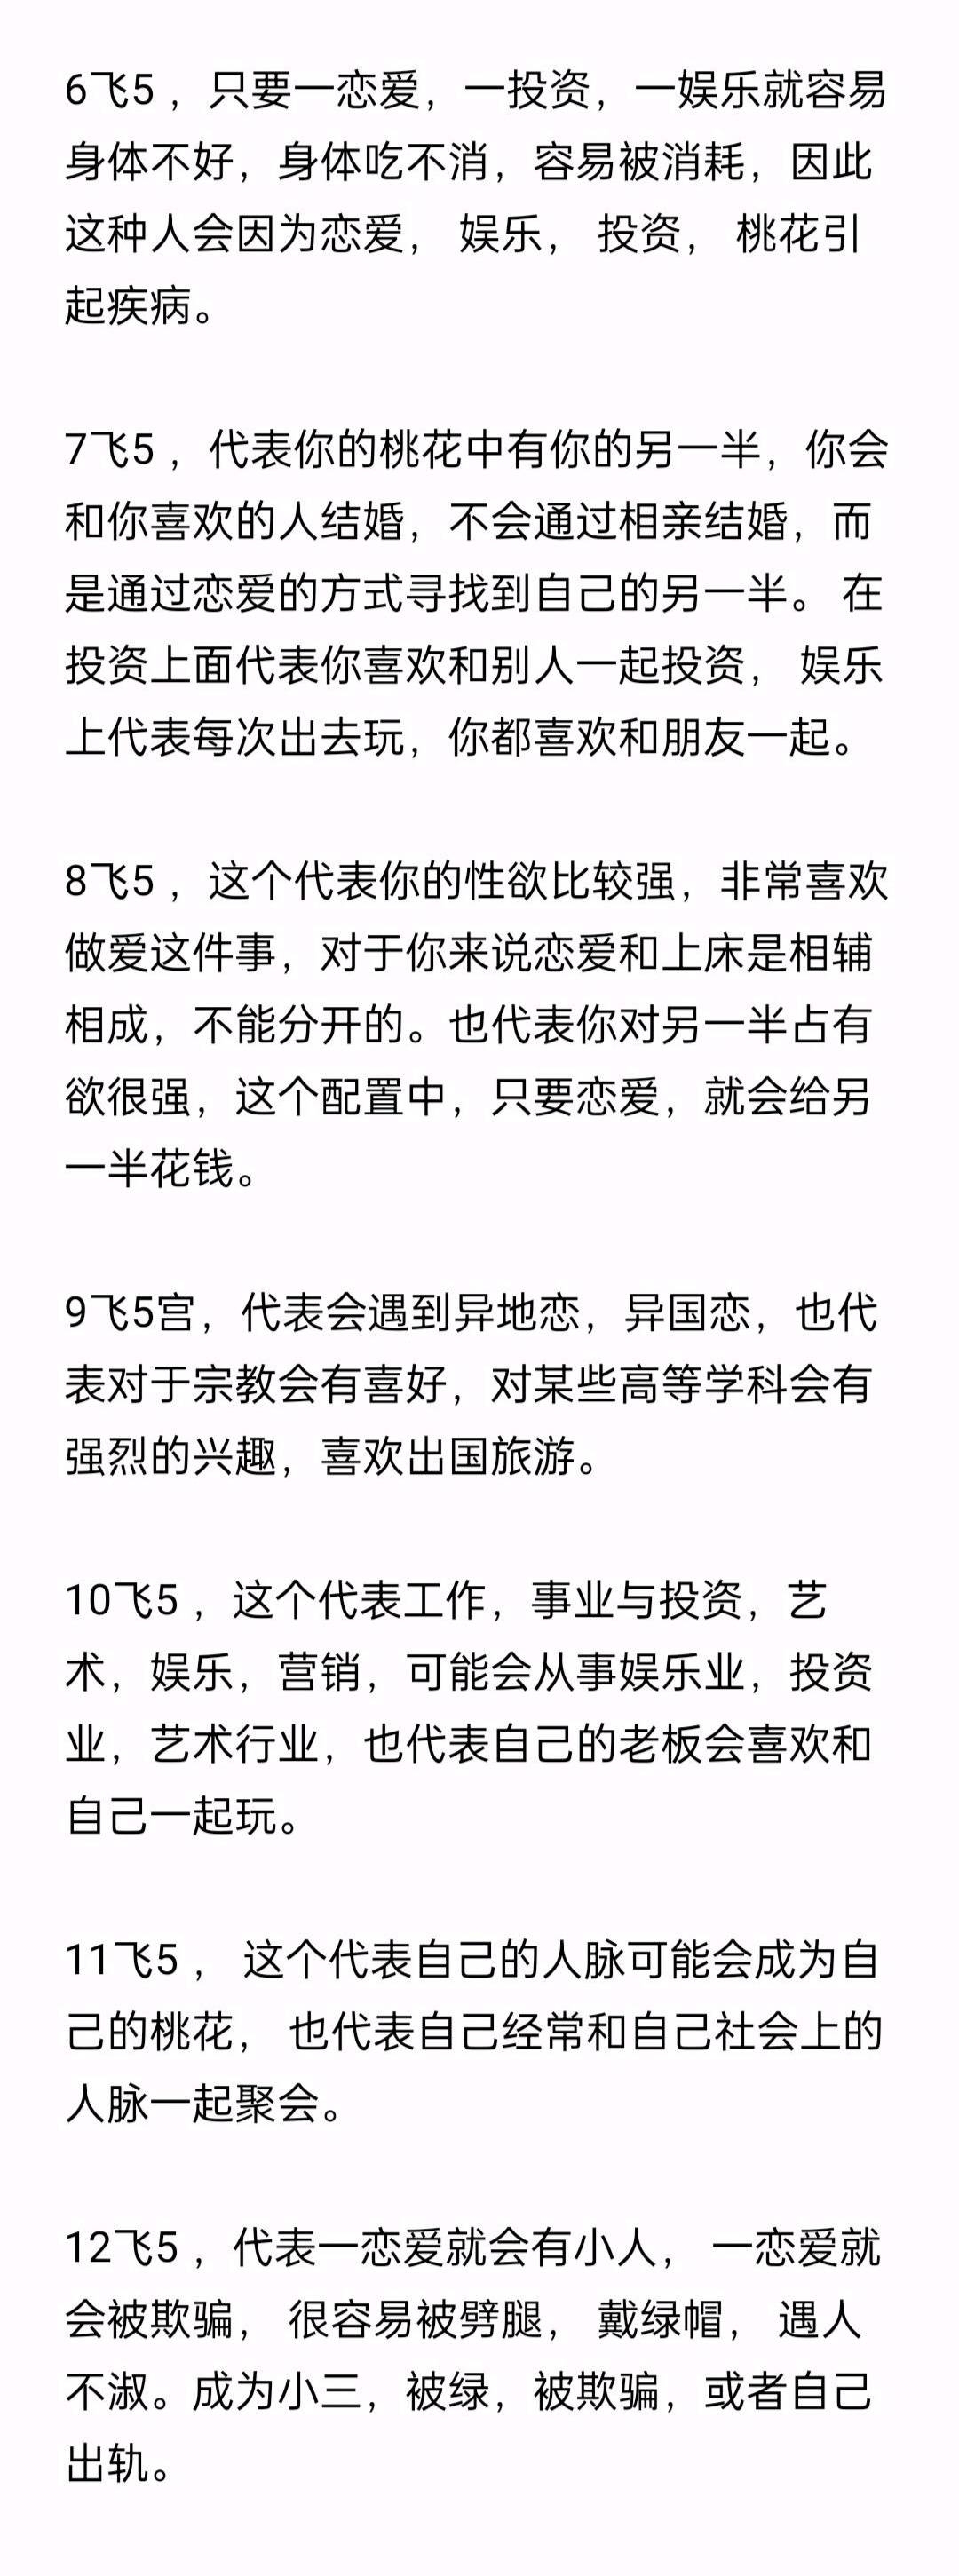 6飞5，只要一恋爱，一投资，一娱乐就容易
身体不好，身体吃不消，容易被消耗，因此
这种人会因为恋爱， 娱乐， 投资， 桃花引
起疾病。
7飞5，代表你的桃花中有你的另一半，你会
和你喜欢的人结婚，不会通过相亲结婚，而
是通过恋爱的方式寻找到自己的另一半。 在
投资上面代表你喜欢和别人一起投资， 娱乐
上代表每次出去玩，你都喜欢和朋友一起。
8飞5，这个代表你的性欲比较强，非常喜欢
做爱这件事，对于你来说恋爱和上床是相辅
相成，不能分开的。也代表你对另一半占有
欲很强，这个配置中，只要恋爱，就会给另
一半花钱。
9飞5宫，代表会遇到异地恋，异国恋，也代
表对于宗教会有喜好，对某些高等学科会有
强烈的兴趣，喜欢出国旅游。
10飞5，这个代表工作，事业与投资，艺
术，娱乐，营销，可能会从事娱乐业，投资
业，艺术行业，也代表自己的老板会喜欢和
自己一起玩。
11飞5， 这个代表自己的人脉可能会成为自
己的桃花， 也代表自己经常和自己社会上的
人脉一起聚会。
12飞5，代表一恋爱就会有小人， 一恋爱就
会被欺骗， 很容易被劈腿， 戴绿帽， 遇人
不淑。成为小三，被绿，被欺骗，或者自己
出轨。